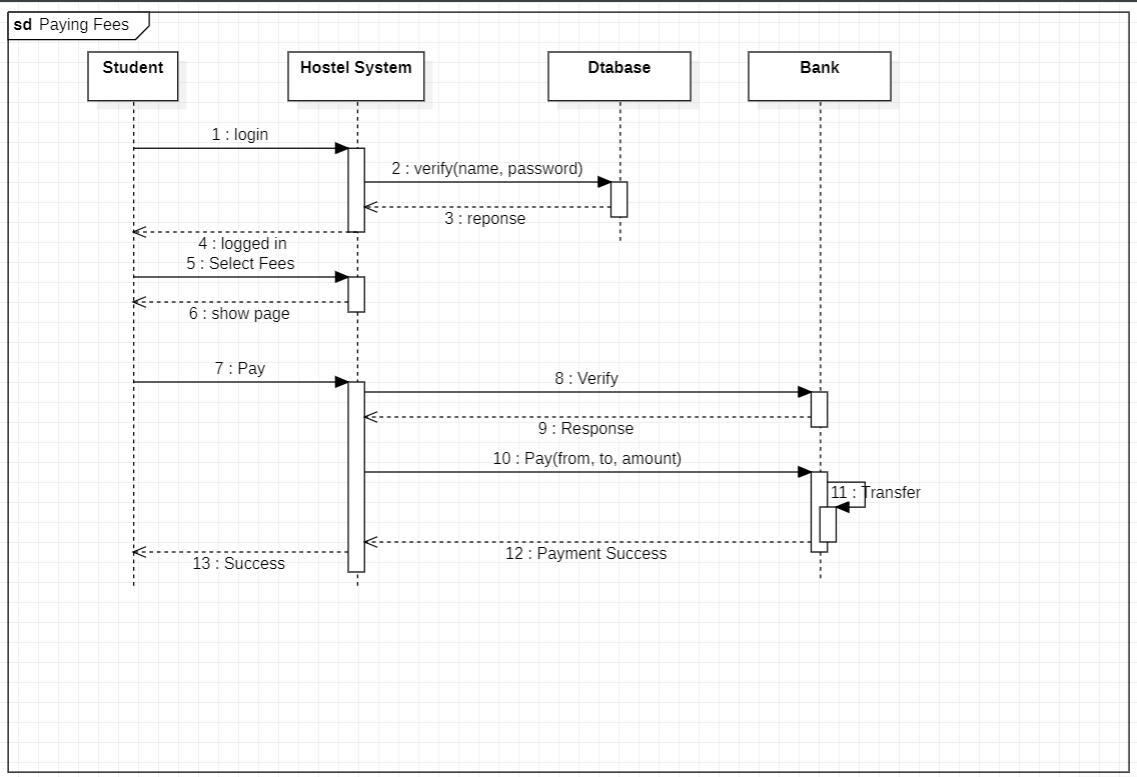 sd Paying Fees
Student
Hostel System
Dtabase
Bank
1 : login
2 : verify(name, password)
3 : reponse
4 : logged in
5 : Select Fees
6 : show page
7 : Pay
8 : Verify
9 : Response
10 : Pay(from, to, amount)
11 : Transfer
12 : Payment Success
13 : Success